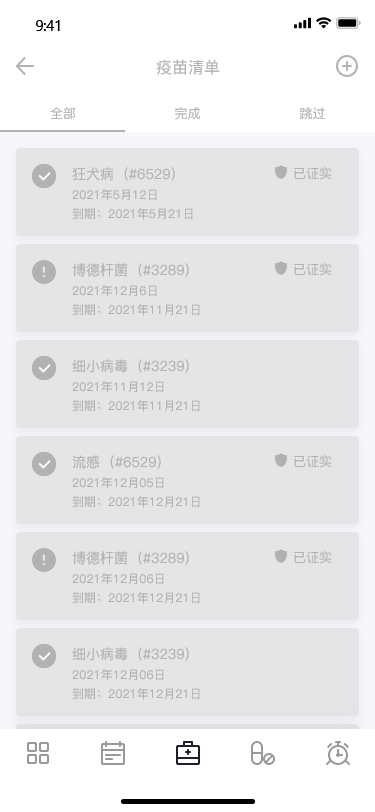 9:41
疫苗清单
全部 完成 跳过
狂犬病（#6529） 已证实
2021年5月12日
到期：2021年5月21日
博德杆菌（#3289） 已证实
2021年12月6日
到期：2021年11月21日
细小病毒（#3239）
2021年11月12日
到期：2021年11月21日
流感（#6529） 已证实
2021年12月05日
到期：2021年12月21日
博德杆菌（#3289） 已证实
2021年12月06日
到期：2021年12月21日
细小病毒（#3239）
2021年12月06日
到期：2021年12月21日